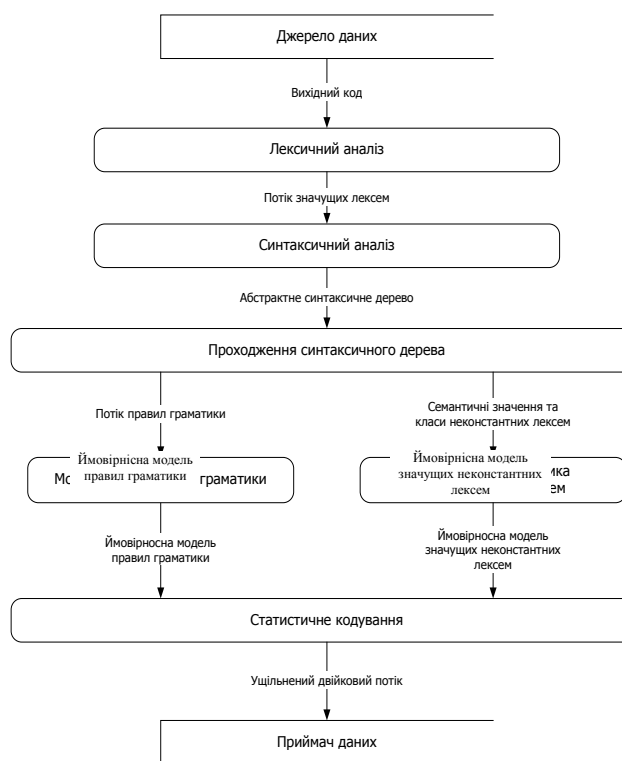 Джерело даних
Вихідний код
Лексичний аналіз
Потік значущих лексем
Синтаксичний аналіз
Абстрактне синтаксичне дерево
Проходження синтаксичного дерева
Потік правил граматики
Семантичні значення та
класи неконстантних лексем
Ймовірнісна модель
правил граматики
граматики
Ймовірнісна модель
значущих неконстантних
лексем
Ймовірносна модель
правил граматики
Ймовірносна модель
значущих неконстантних
лексем
Статистичне кодування
Ущільнений двійковий потік
Приймач даних